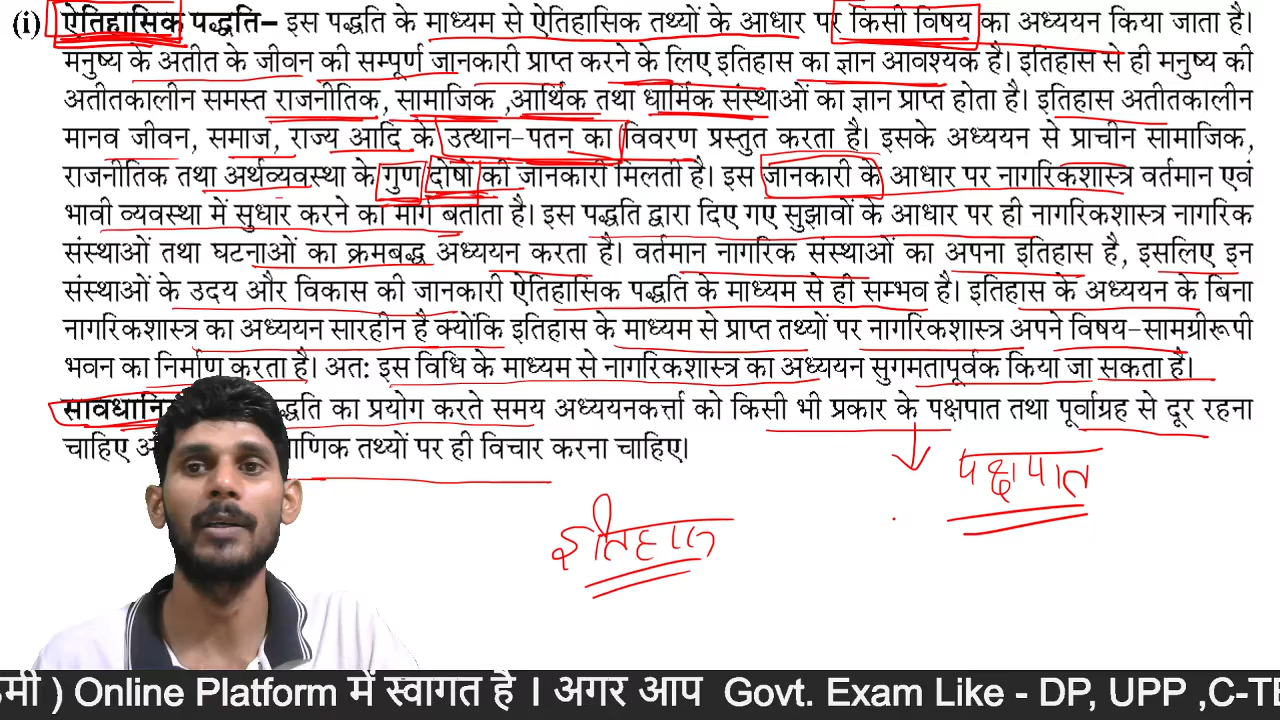 (i) ऐतिहासिक पद्धति– इस पद्धति के माध्यम से ऐतिहासिक तथ्यों के आधार पर किसी विषय का अध्ययन किया जाता है।
मनुष्य के अतीत के जीवन की सम्पूर्ण जानकारी प्राप्त करने के लिए इतिहास का ज्ञान आवश्यक है। इतिहास से ही मनुष्य की
अतीतकालीन समस्त राजनीतिक, सामाजिक ,आर्थिक तथा धार्मिक संस्थाओं का ज्ञान प्राप्त होता है। इतिहास अतीतकालीन
मानव जीवन, समाज, राज्य आदि के उत्थान-पतन का विवरण प्रस्तुत करता है। इसके अध्ययन से प्राचीन सामाजिक,
राजनीतिक तथा अर्थव्यवस्था के गुण दोषों की जानकारी मिलती है। इस जानकारी के आधार पर नागरिकशास्त्र वर्तमान एवं
भावी व्यवस्था में सुधार करने का मार्ग बताता है। इस पद्धति द्वारा दिए गए सुझावों के आधार पर ही नागरिकशास्त्र नागरिक
संस्थाओं तथा घटनाओं का क्रमबद्ध अध्ययन करता है। वर्तमान नागरिक संस्थाओं का अपना इतिहास है, इसलिए इन
संस्थाओं के उदय और विकास की जानकारी ऐतिहासिक पद्धति के माध्यम से ही सम्भव है। इतिहास के अध्ययन के बिना
नागरिकशास्त्र का अध्ययन सारहीन है क्योंकि इतिहास के माध्यम से प्राप्त तथ्यों पर नागरिकशास्त्र अपने विषय-सामग्रीरूपी
भवन का निर्माण करता है। अत: इस विधि के माध्यम से नागरिकशास्त्र का अध्ययन सुगमतापूर्वक किया जा सकता है।
का प्रयोग करते समय अध्ययनकर्त्ता को किसी भी प्रकार के पक्षपात तथा पूर्वाग्रह से दूर रहना
चाहिए तथ्यों पर ही विचार करना चाहिए।
पक्षपात
इतिहास
) Online Platform में स्वागत है । अगर आप Govt. Exam Like - DP, UPP ,C-TE